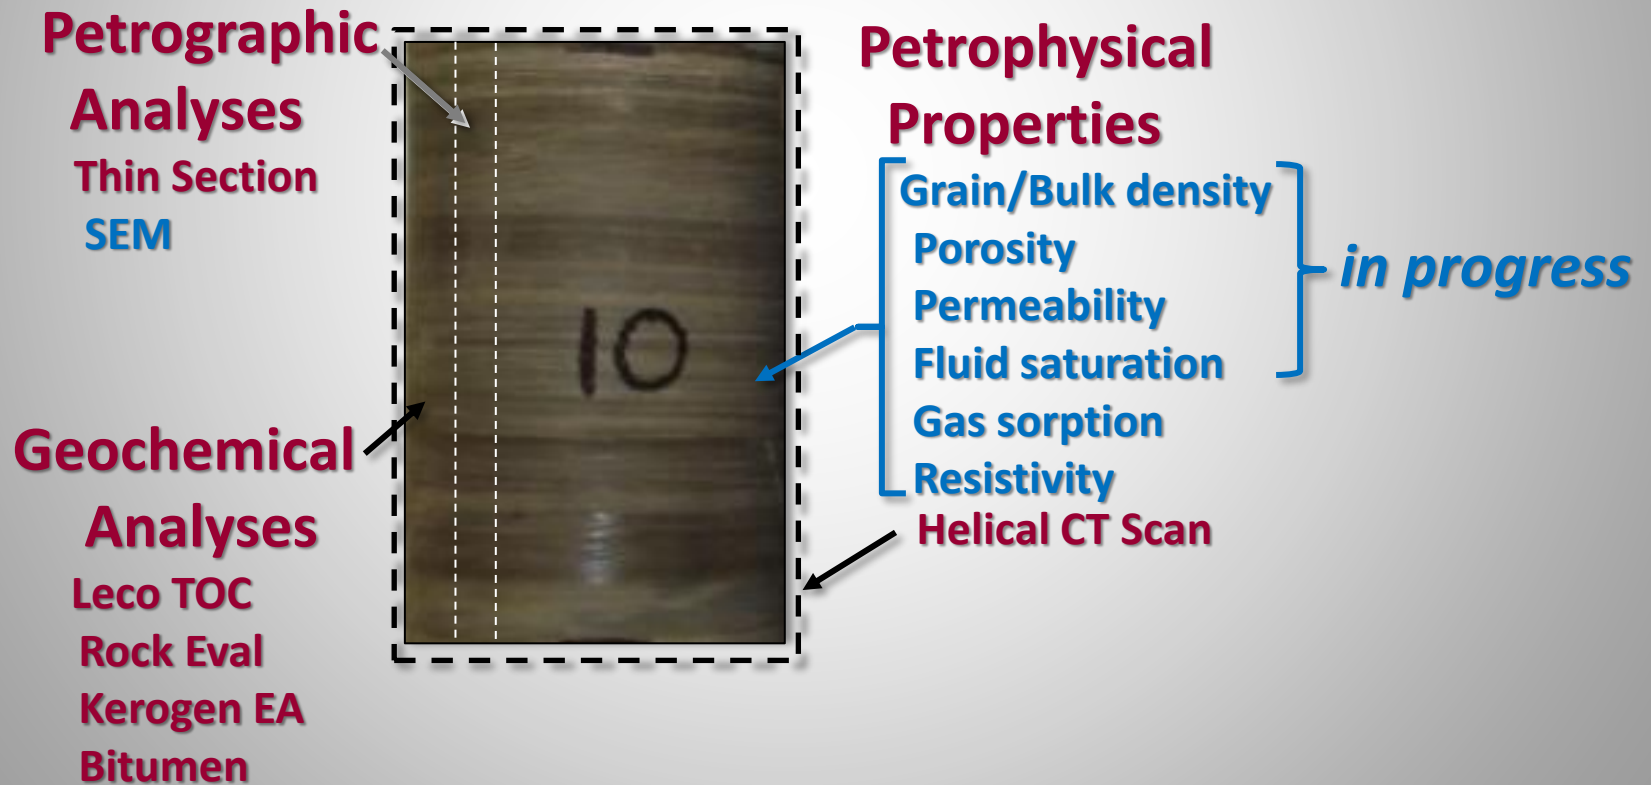 Petrographic
Analyses
Thin Section
SEM
Geochemical
Analyses
Leco TOC
Rock Eval
Kerogen EA
Bitumen
10
Petrophysical
Properties
Grain/Bulk density
Porosity
Permeability
Fluid saturation
Gas sorption
Resistivity
Helical CT Scan
in progress